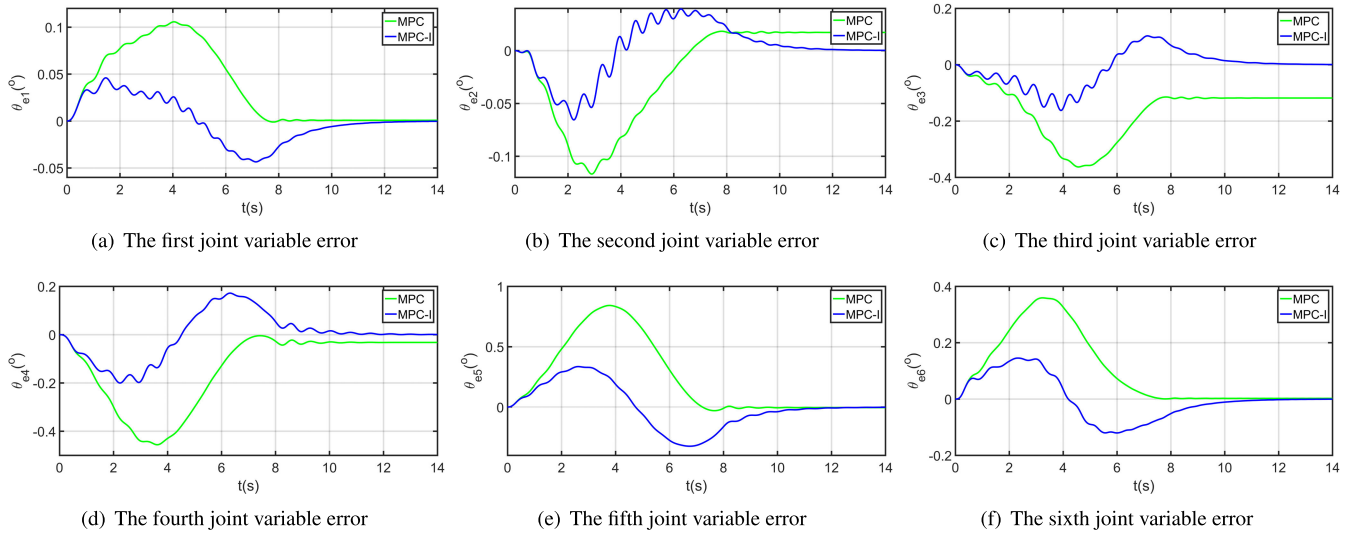 0.1
0.05
0
-0.05
θe1(°)
MPC
MPC-I
0 2 4 6 8 10 12 14
t(s)
(a) The first joint variable error
0
-0.05
-0.1
θe2(°)
MPC
MPC-I
0 2 4 6 8 10 12 14
t(s)
(b) The second joint variable error
0.2
0
-0.2
-0.4
θe3(°)
MPC
MPC-I
0 2 4 6 8 10 12 14
t(s)
(c) The third joint variable error
0.2
0
-0.2
-0.4
θe4(°)
MPC
MPC-I
0 2 4 6 8 10 12 14
t(s)
(d) The fourth joint variable error
1
0.5
0
θe5(°)
MPC
MPC-I
0 2 4 6 8 10 12 14
t(s)
(e) The fifth joint variable error
0.4
0.2
0
-0.2
θe6(°)
MPC
MPC-I
0 2 4 6 8 10 12 14
t(s)
(f) The sixth joint variable error